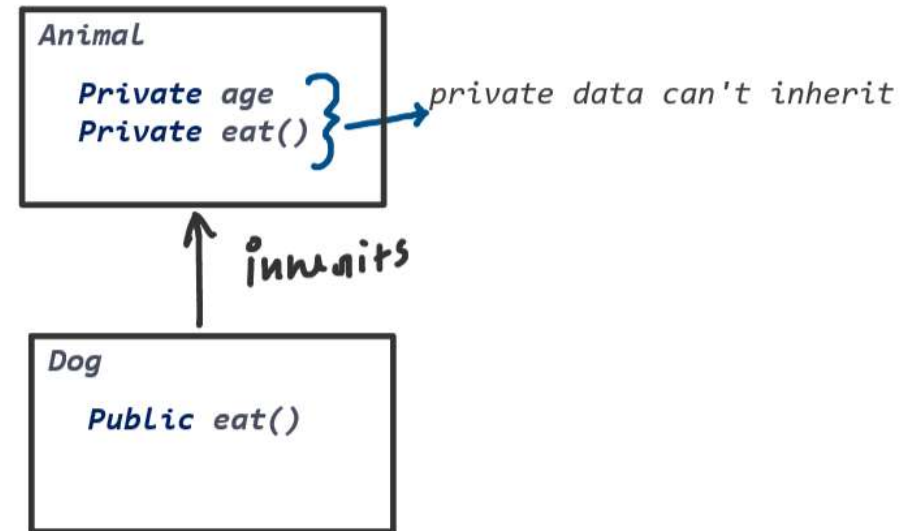 Animal
Private age
Private eat()
private data can't inherit
inherits
Dog
Public eat()